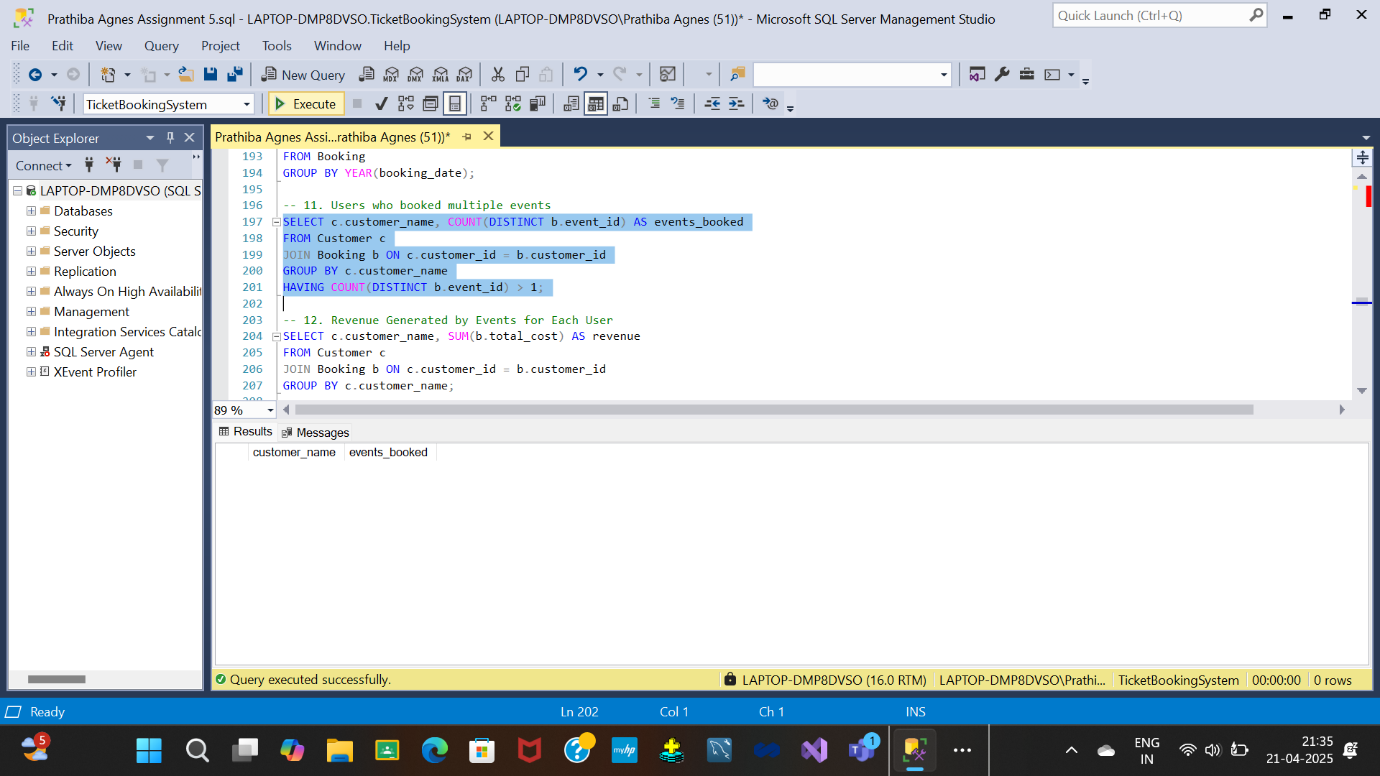 Prathiba Agnes Assignment 5.sql - LAPTOP-DMP8DVSO.TicketBookingSystem (LAPTOP-DMP8DVSO\Prathiba Agnes (51))* - Microsoft SQL Server Management Studio
Quick Launch (Ctrl+Q)
File Edit View Query Project Tools Window Help
New Query MDX DMX XMLA DAX
TicketBookingSystem Execute
Object Explorer
Connect
LAPTOP-DMP8DVSO (SQL S
Databases
Security
Server Objects
Replication
Always On High Availabilit
Management
Integration Services Catalo
SQL Server Agent
XEvent Profiler
Prathiba Agnes Assi...rathiba Agnes (51))*
193 FROM Booking
194 GROUP BY YEAR(booking_date);
195
196 -- 11. Users who booked multiple events
197 SELECT c.customer_name, COUNT(DISTINCT b.event_id) AS events_booked
198 FROM Customer c
199 JOIN Booking b ON c.customer_id = b.customer_id
200 GROUP BY c.customer_name
201 HAVING COUNT(DISTINCT b.event_id) > 1;
202
203 -- 12. Revenue Generated by Events for Each User
204 SELECT c.customer_name, SUM(b.total_cost) AS revenue
205 FROM Customer c
206 JOIN Booking b ON c.customer_id = b.customer_id
207 GROUP BY c.customer_name;
208
89 %
Results Messages
customer_name events_booked
Query executed successfully. LAPTOP-DMP8DVSO (16.0 RTM) LAPTOP-DMP8DVSO\Prathi... TicketBookingSystem 00:00:00 0 rows
Ready Ln 202 Col 1 Ch 1 INS
5
myhp
1
ENG
IN
21:35
21-04-2025